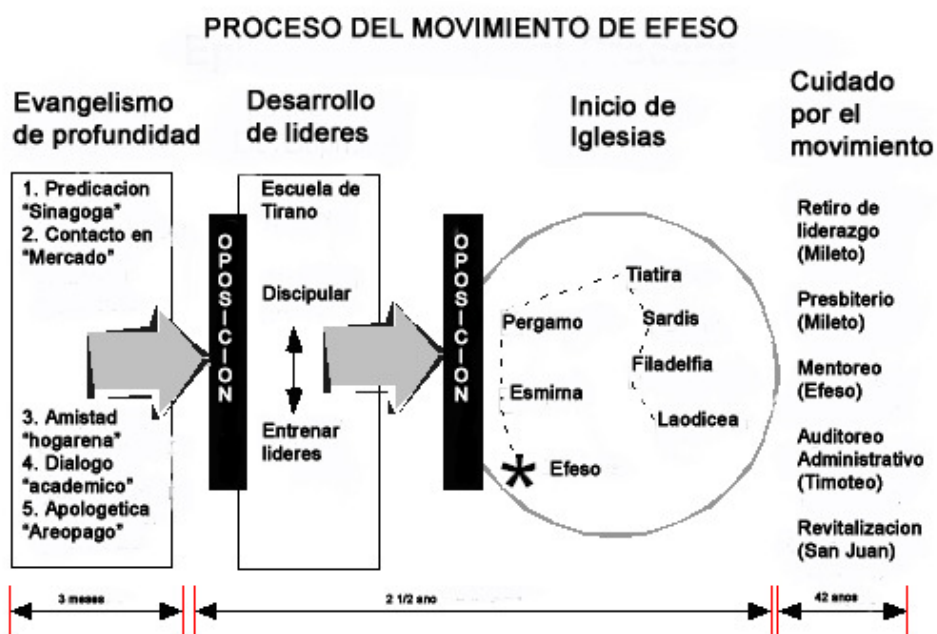 PROCESO DEL MOVIMIENTO DE EFESO
Evangelismo
de profundidad
1. Predicacion
"Sinagoga"
2. Contacto en
"Mercado"
3. Amistad
"hogarena"
4. Dialogo
"academico"
5. Apologetica
"Areopago"
OPOSICION
Desarrollo
de lideres
Escuela de
Tirano
Discipular
Entrenar
lideres
OPOSICION
Inicio de
Iglesias
Tiatira
Pergamo
Sardis
Filadelfia
Esmirna
Laodicea
* Efeso
Cuidado
por el
movimiento
Retiro de
liderazgo
(Mileto)
Presbiterio
(Mileto)
Mentoreo
(Efeso)
Auditoreo
Administrativo
(Timoteo)
Revitalizacion
(San Juan)
3 meses
2 1/2 ano
42 anos